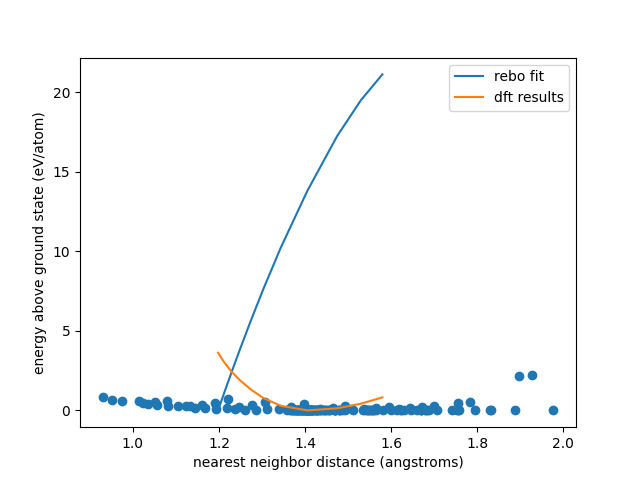 rebo fit
dft results
energy above ground state (eV/atom)
20
15
10
5
0
1.0 1.2 1.4 1.6 1.8 2.0
nearest neighbor distance (angstroms)